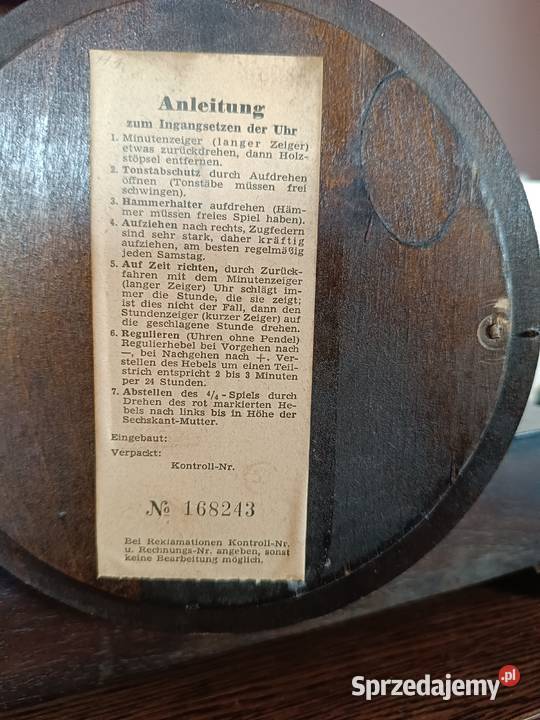 Anleitung
zum Ingangsetzen der Uhr
1. Minutenzeiger (langer Zeiger)
etwas zurückdrehen, dann Holz-
stöpsel entfernen.
2. Tonstabschutz durch Aufdrehen
öffnen (Tonstäbe müssen frei
schwingen).
3. Hammerhalter aufdrehen (Häm-
mer müssen freies Spiel haben).
4. Aufziehen nach rechts, Zugfedern
sind sehr stark, daher kräftig
aufziehen, am besten regelmäßig
jeden Samstag.
5. Auf Zeit richten, durch Zurück-
fahren mit dem Minutenzeiger
(langer Zeiger) Uhr schlägt im-
mer die Stunde, die sie zeigt;
ist dies nicht der Fall, dann den
Stundenzeiger (kurzer Zeiger) auf
die geschlagene Stunde drehen.
6. Regulieren (Uhren ohne Pendel)
Regulierhebel bei Vorgehen nach
—, bei Nachgehen nach +. Ver-
stellen des Hebels um einen Teil-
strich entspricht 2 bis 3 Minuten
per 24 Stunden.
7. Abstellen des 4/4-Spiels durch
Drehen des rot markierten He-
bels nach links bis in Höhe der
Sechskant-Mutter.
Eingebaut:
Verpackt:
Kontroll-Nr.
№ 168243
Bei Reklamationen Kontroll-Nr.
u. Rechnungs-Nr. angeben, sonst
keine Bearbeitung möglich.
Sprzedajemy.pl